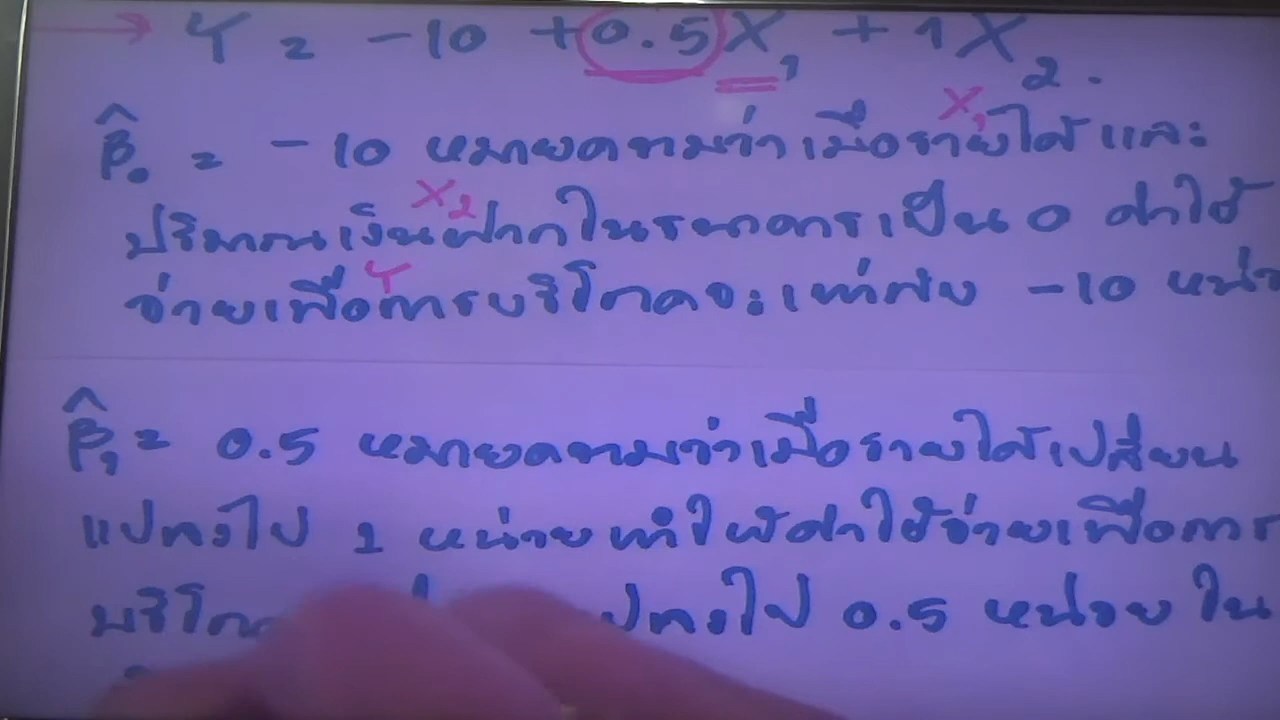 Y = -10 + 0.5X₁ + 1X₂.
X₁
β̂₀ = -10 หมายความว่าเมื่อรายได้และ
X₂
ปริมาณเงินฝากในธนาคารเป็น 0 ค่าใช้
Y
จ่ายเพื่อการบริโภคจะเท่ากับ -10 หน่วย
β̂₁ = 0.5 หมายความว่าเมื่อรายได้เปลี่ยน
แปลงไป 1 หน่วยทำให้ค่าใช้จ่ายเพื่อการ
บริโภค แปลงไป 0.5 หน่วย ใน